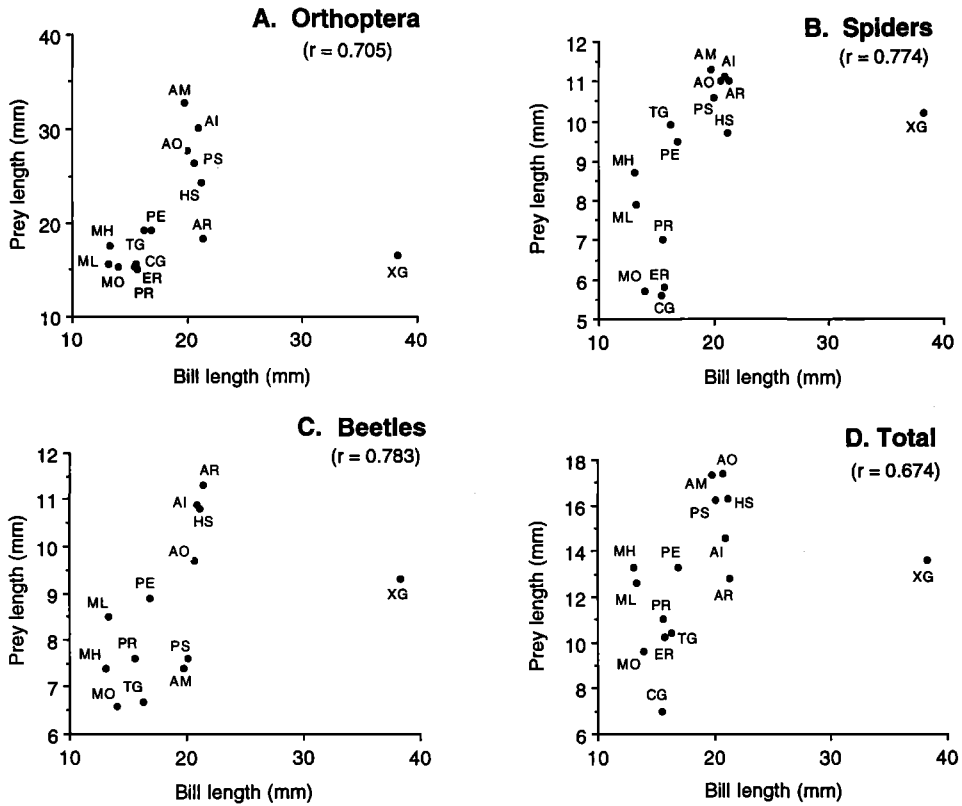 A. Orthoptera
(r = 0.705)
40
30
20
10
Prey length (mm)
AM
AI
AO
PS
HS
PE
AR
MH
TG
ML
CG
MO
ER
PR
XG
10 20 30 40
Bill length (mm)
B. Spiders
(r = 0.774)
12
11
10
9
8
7
6
5
Prey length (mm)
AM AI
AO
AR
PS
TG
HS
XG
PE
MH
ML
PR
MO
ER
CG
10 20 30 40
Bill length (mm)
C. Beetles
(r = 0.783)
12
11
10
9
8
7
6
Prey length (mm)
AR
AI
HS
AO
PE
XG
ML
MH
PR
PS
AM
MO
TG
10 20 30 40
Bill length (mm)
D. Total
(r = 0.674)
18
16
14
12
10
8
6
Prey length (mm)
AO
AM
PS
HS
MH
PE
AI
XG
ML
AR
PR
TG
ER
MO
CG
10 20 30 40
Bill length (mm)